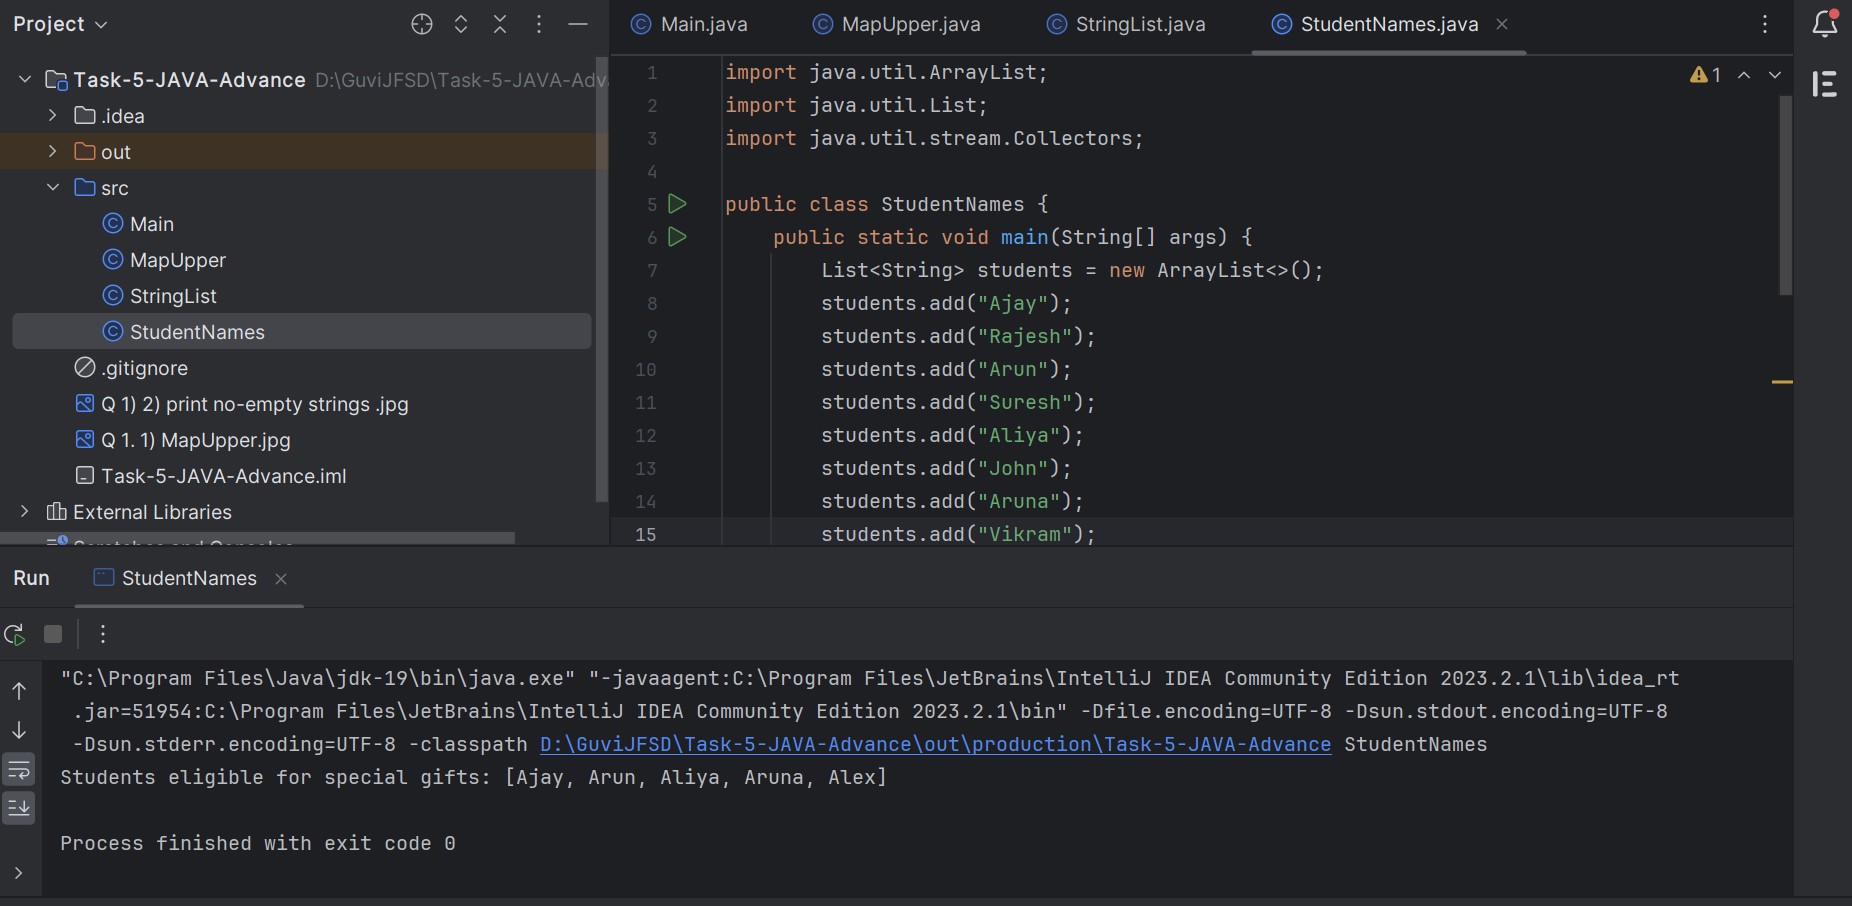 Project
Task-5-JAVA-Advance D:\GuviJFSD\Task-5-JAVA-Adv
.idea
out
src
Main
MapUpper
StringList
StudentNames
.gitignore
Q 1) 2) print no-empty strings .jpg
Q 1. 1) MapUpper.jpg
Task-5-JAVA-Advance.iml
External Libraries
Scratches and Consoles
Main.java MapUpper.java StringList.java StudentNames.java
1
1 import java.util.ArrayList;
2 import java.util.List;
3 import java.util.stream.Collectors;
4
5 public class StudentNames {
6 public static void main(String[] args) {
7 List<String> students = new ArrayList<>();
8 students.add("Ajay");
9 students.add("Rajesh");
10 students.add("Arun");
11 students.add("Suresh");
12 students.add("Aliya");
13 students.add("John");
14 students.add("Aruna");
15 students.add("Vikram");
Run StudentNames
"C:\Program Files\Java\jdk-19\bin\java.exe" "-javaagent:C:\Program Files\JetBrains\IntelliJ IDEA Community Edition 2023.2.1\lib\idea_rt
.jar=51954:C:\Program Files\JetBrains\IntelliJ IDEA Community Edition 2023.2.1\bin" -Dfile.encoding=UTF-8 -Dsun.stdout.encoding=UTF-8
-Dsun.stderr.encoding=UTF-8 -classpath D:\GuviJFSD\Task-5-JAVA-Advance\out\production\Task-5-JAVA-Advance StudentNames
Students eligible for special gifts: [Ajay, Arun, Aliya, Aruna, Alex]
Process finished with exit code 0